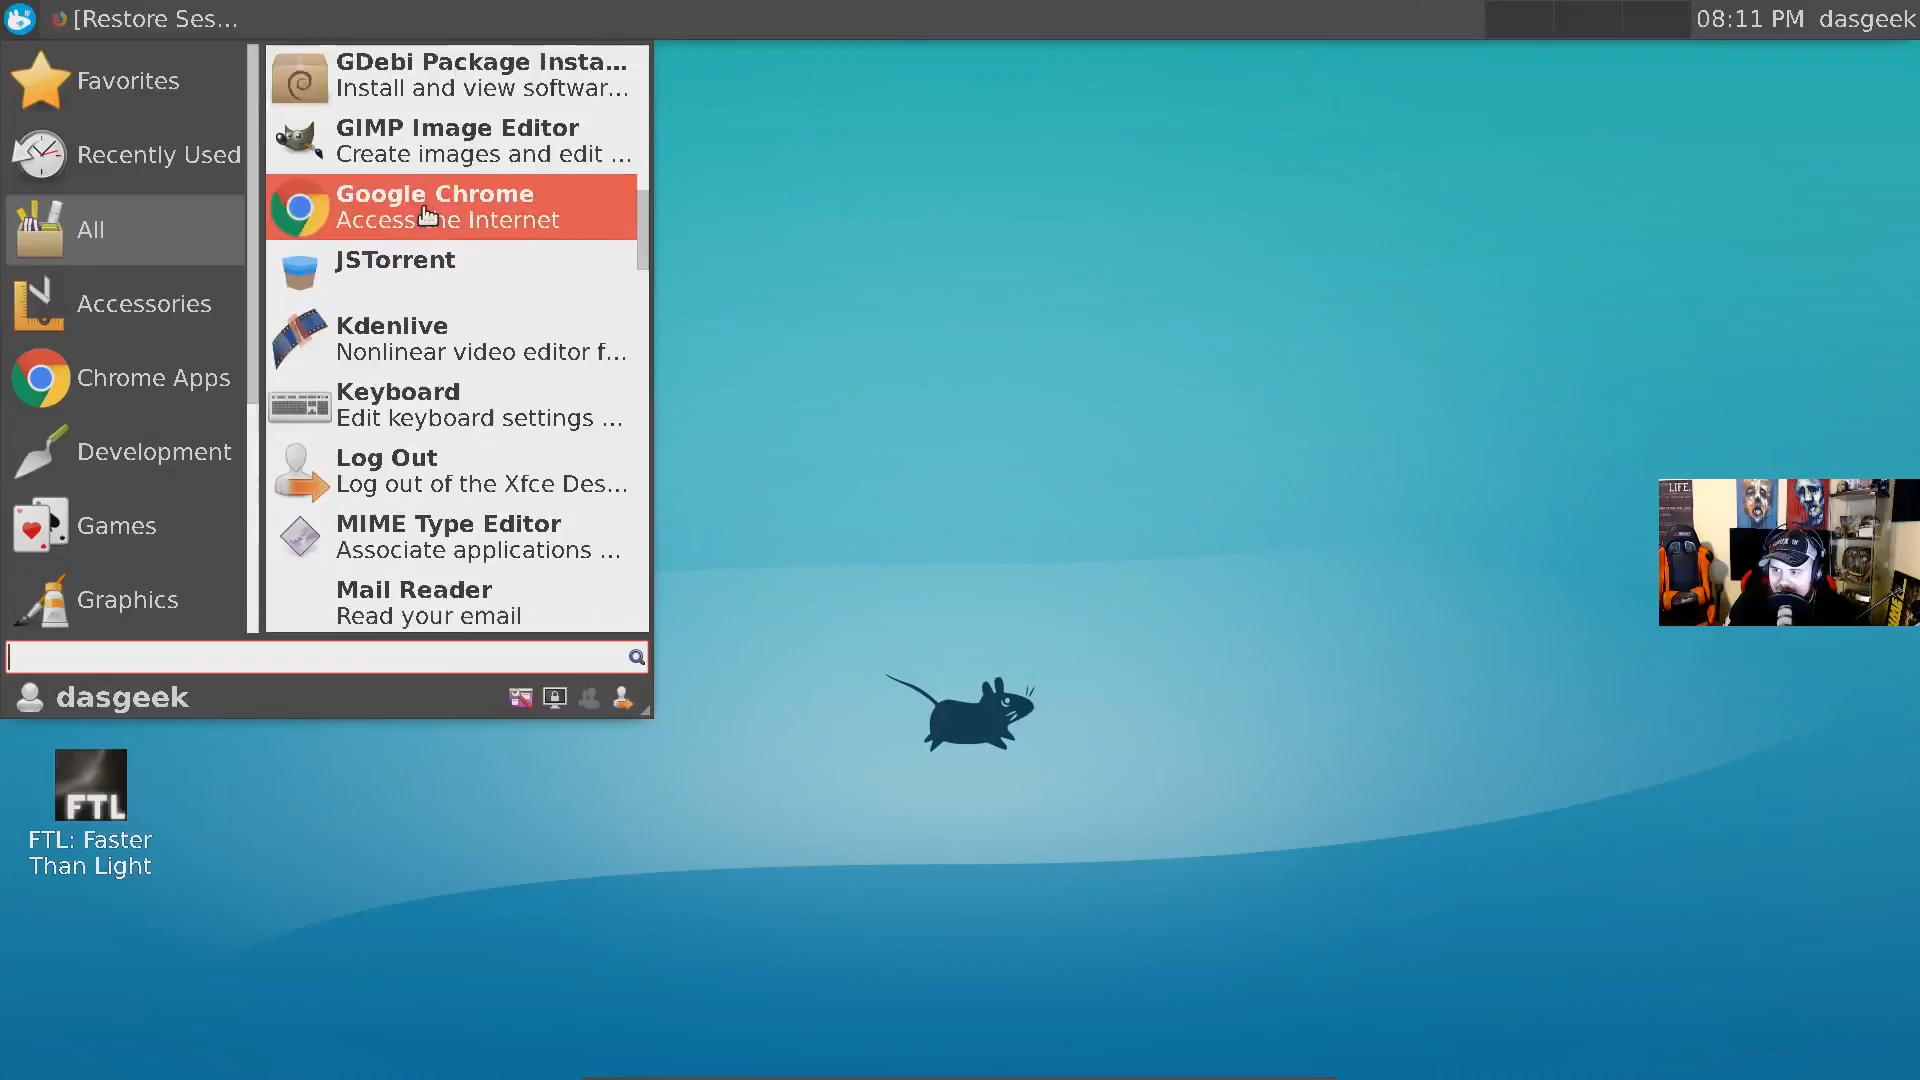 [Restore Ses...
08:11 PM dasgeek
Favorites
Recently Used
All
Accessories
Chrome Apps
Development
Games
Graphics
GDebi Package Insta...
Install and view softwar...
GIMP Image Editor
Create images and edit ...
Google Chrome
Access the Internet
JSTorrent
Kdenlive
Nonlinear video editor f...
Keyboard
Edit keyboard settings ...
Log Out
Log out of the Xfce Des...
MIME Type Editor
Associate applications ...
Mail Reader
Read your email
dasgeek
FTL
FTL: Faster
Than Light
LIFE.